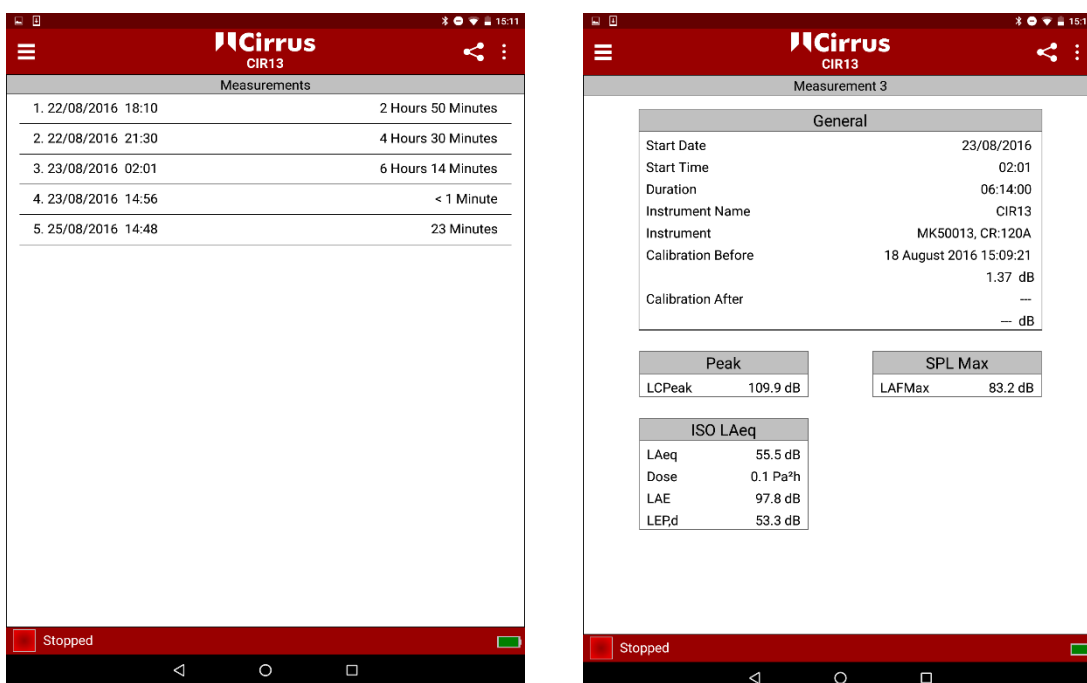 15:11
Cirrus
CIR13
Measurements
1. 22/08/2016 18:10 2 Hours 50 Minutes
2. 22/08/2016 21:30 4 Hours 30 Minutes
3. 23/08/2016 02:01 6 Hours 14 Minutes
4. 23/08/2016 14:56 < 1 Minute
5. 25/08/2016 14:48 23 Minutes
Stopped
15:1
Cirrus
CIR13
Measurement 3
General
Start Date 23/08/2016
Start Time 02:01
Duration 06:14:00
Instrument Name CIR13
Instrument MK50013, CR:120A
Calibration Before 18 August 2016 15:09:21
1.37 dB
Calibration After ---
--- dB
Peak
LCPeak 109.9 dB
SPL Max
LAFMax 83.2 dB
ISO LAeq
LAeq 55.5 dB
Dose 0.1 Pa²h
LAE 97.8 dB
LEP,d 53.3 dB
Stopped